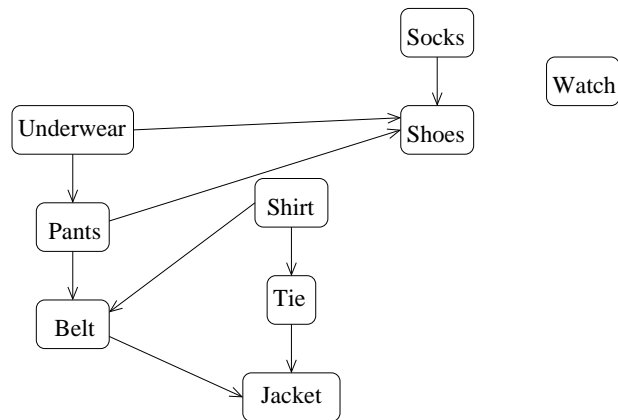 Socks
Watch
Underwear
Shoes
Shirt
Pants
Tie
Belt
Jacket